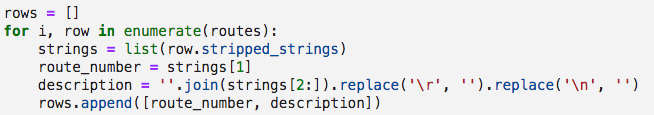 rows = []
for i, row in enumerate(routes):
    strings = list(row.stripped_strings)
    route_number = strings[1]
    description = ''.join(strings[2:]).replace('\r', '').replace('\n', '')
    rows.append([route_number, description])